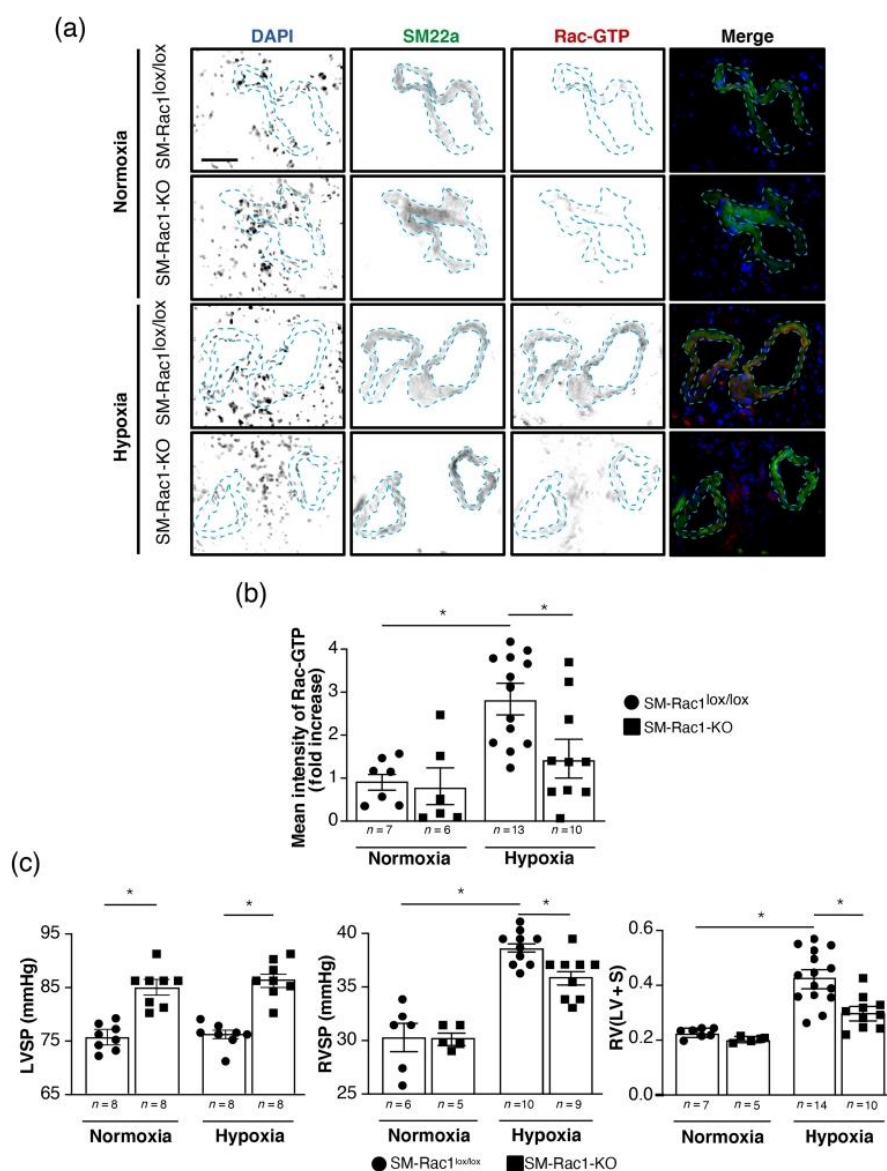 (a)
DAPI SM22a Rac-GTP Merge
Normoxia
SM-Rac1lox/lox
SM-Rac1-KO
Hypoxia
SM-Rac1lox/lox
SM-Rac1-KO
(b)
Mean intensity of Rac-GTP
(fold increase)
4
3
2
1
0
* *
n = 7 n = 6 n = 13 n = 10
Normoxia Hypoxia
SM-Rac1lox/lox
SM-Rac1-KO
(c)
LVSP (mmHg)
95
85
75
65
* *
n = 8 n = 8 n = 8 n = 8
Normoxia Hypoxia
RVSP (mmHg)
40
35
30
25
* *
n = 6 n = 5 n = 10 n = 9
Normoxia Hypoxia
RV(LV + S)
0.6
0.4
0.2
0.0
* *
n = 7 n = 5 n = 14 n = 10
Normoxia Hypoxia
SM-Rac1lox/lox SM-Rac1-KO